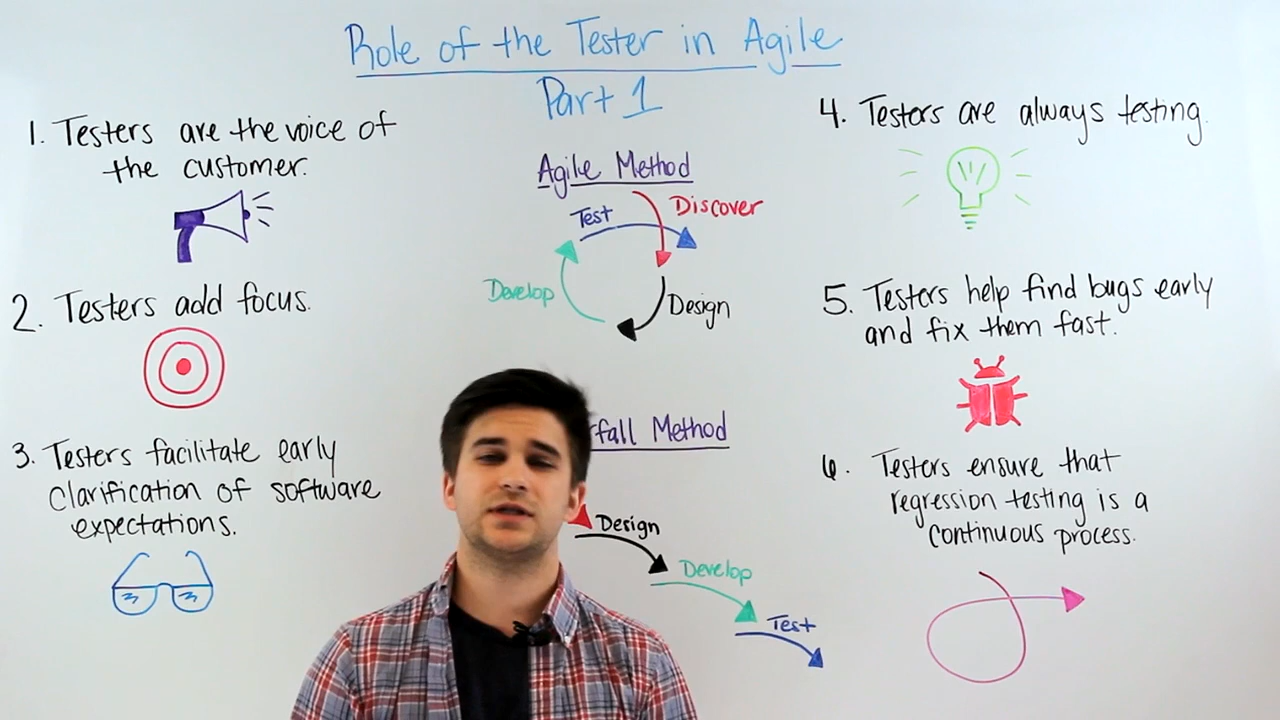 Role of the Tester in Agile
Part 1
1. Testers are the voice of
the customer.
2. Testers add focus.
3. Testers facilitate early
clarification of software
expectations.
Agile Method
Test
Discover
Develop
Design
rfall Method
Design
Develop
Test
4. Testers are always testing.
5. Testers help find bugs early
and fix them fast.
6. Testers ensure that
regression testing is a
continuous process.